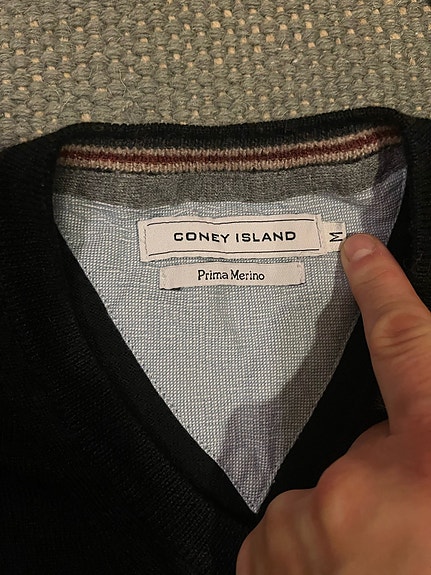 CONEY ISLAND
M
Prima Merino